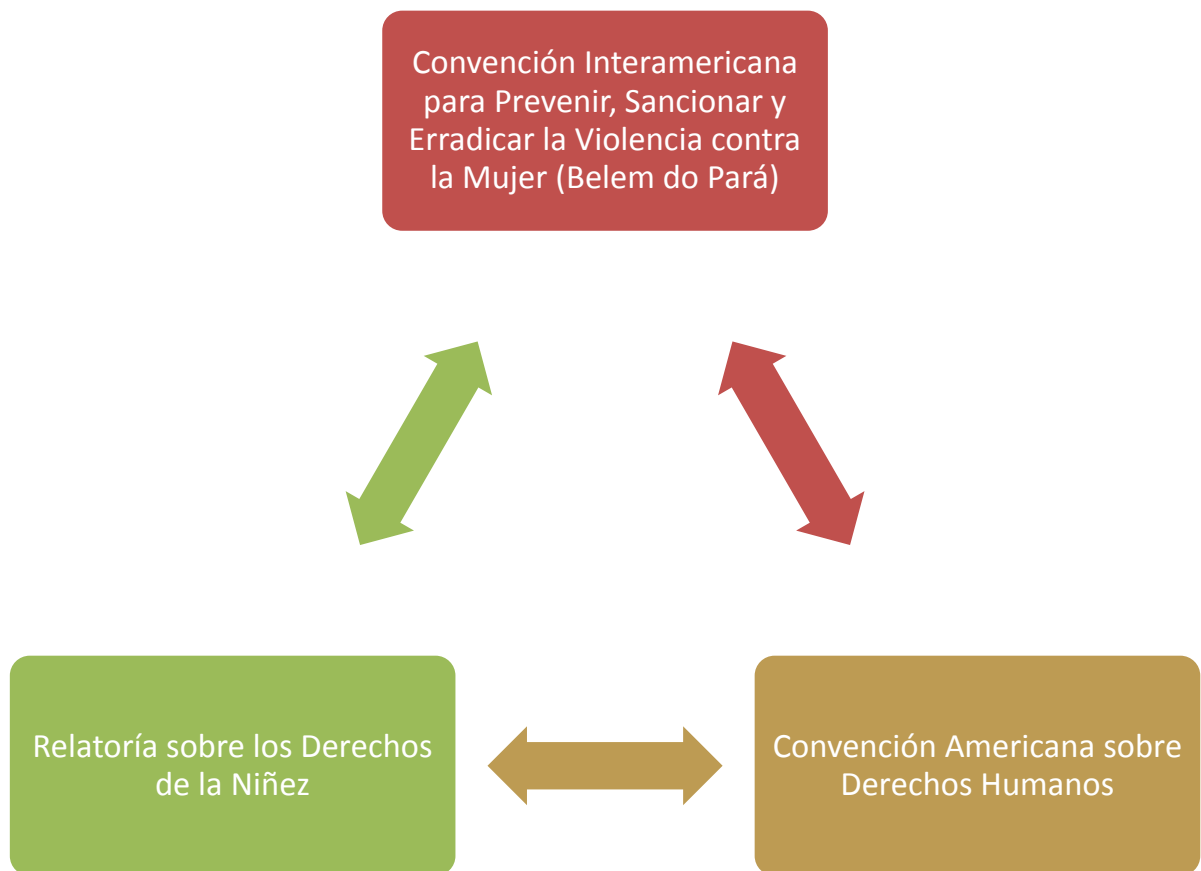 Convención Interamericana
para Prevenir, Sancionar y
Erradicar la Violencia contra
la Mujer (Belem do Pará)
Relatoría sobre los Derechos
de la Niñez
Convención Americana sobre
Derechos Humanos